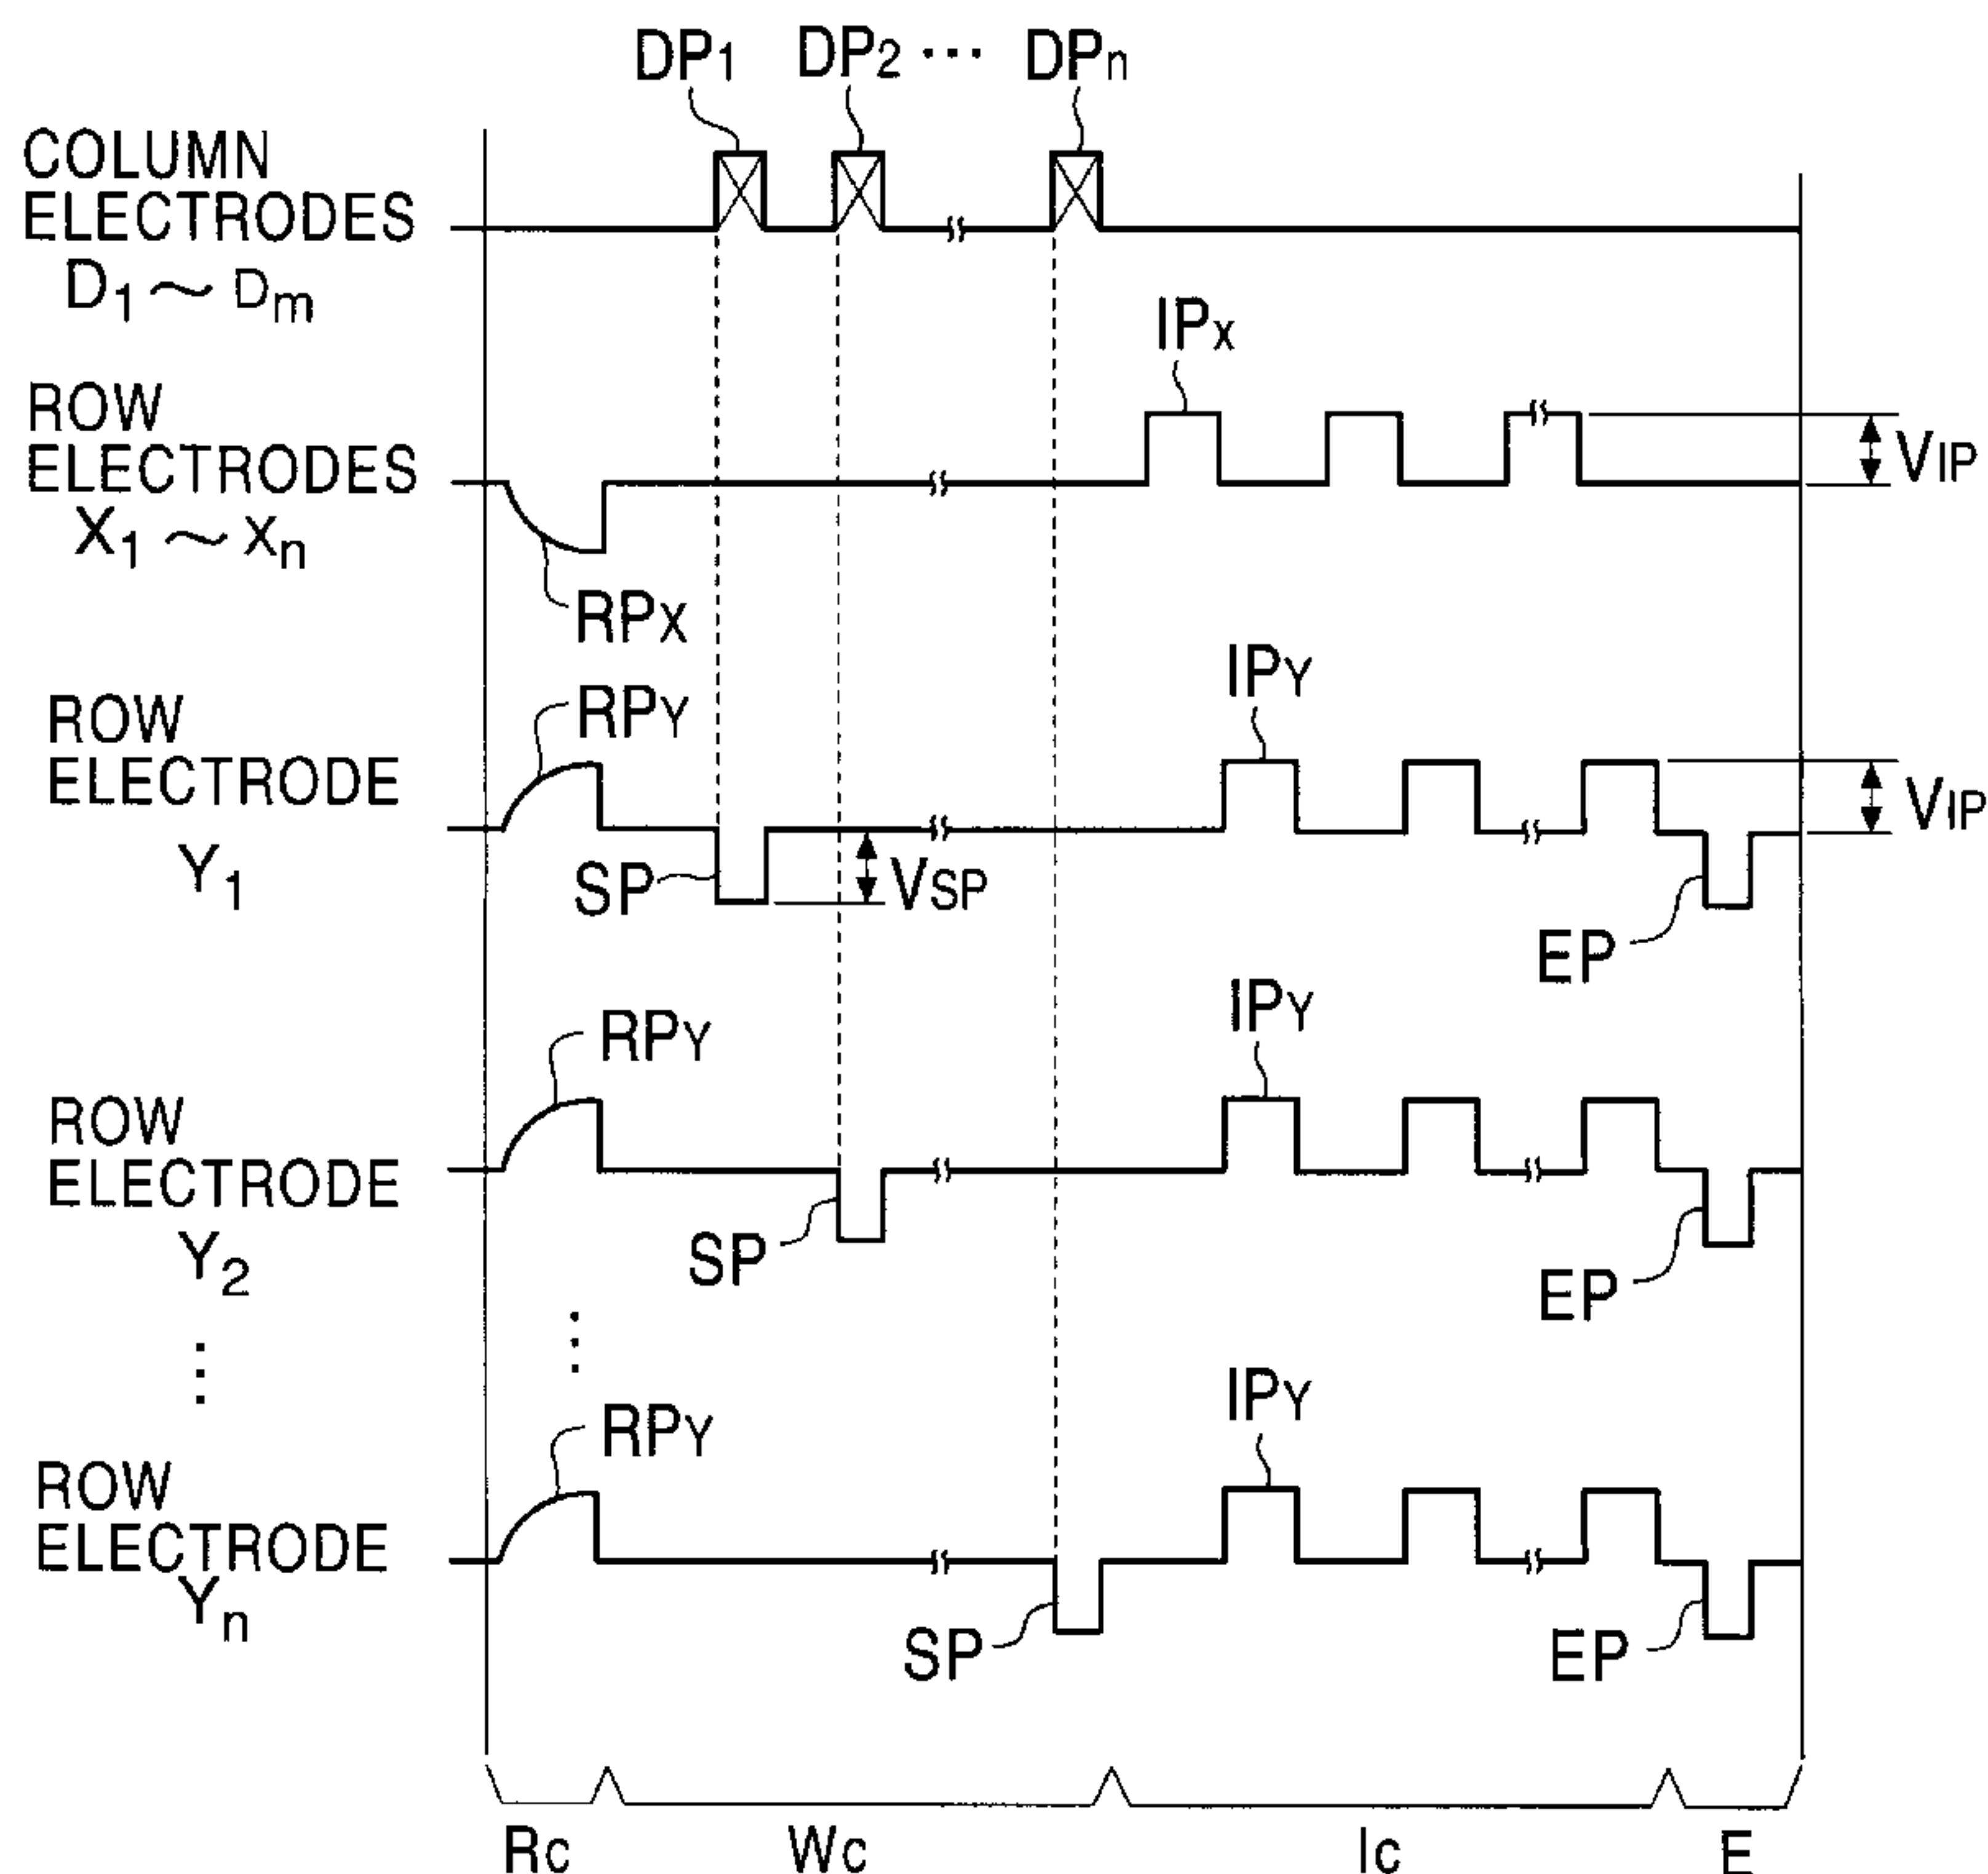 DP1 DP2 ··· DPn
COLUMN
ELECTRODES
D1~Dm
IPX
ROW
ELECTRODES
X1~Xn
VIP
RPX
IPY
RPY
ROW
ELECTRODE
Y1
VIP
SP
VSP
EP
IPY
RPY
ROW
ELECTRODE
Y2
SP
EP
⋮
⋮
IPY
RPY
ROW
ELECTRODE
Yn
SP
EP
RC WC IC E